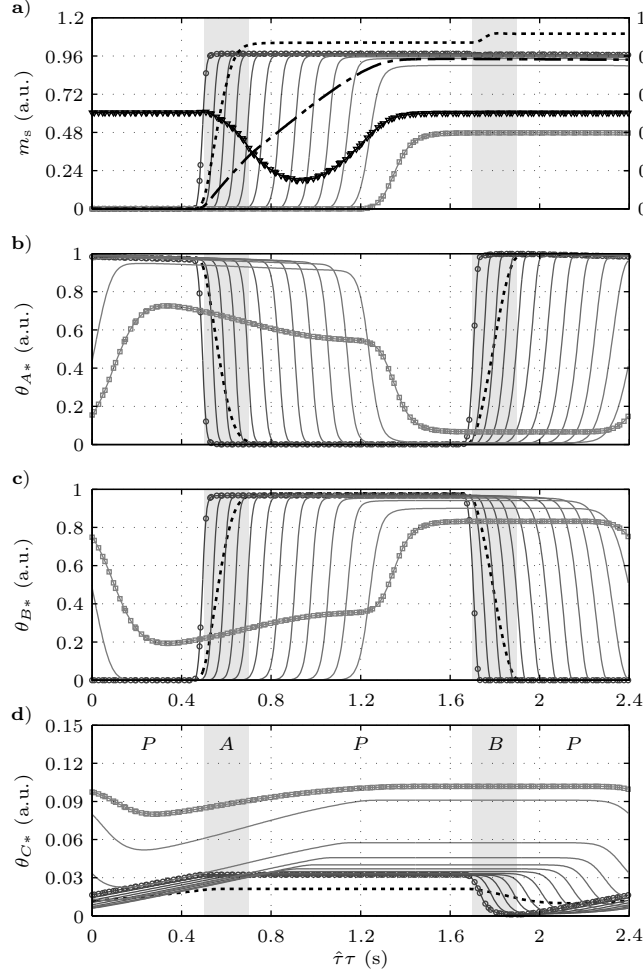 a)
1.2
0.96
0.72
0.48
0.24
0
m_s (a.u.)
b)
1
0.8
0.6
0.4
0.2
0
θ_{A*} (a.u.)
c)
1
0.8
0.6
0.4
0.2
0
0 0.4 0.8 1.2 1.6 2 2.4
θ_{B*} (a.u.)
d)
0.15
0.12
0.09
0.06
0.03
0
θ_{C*} (a.u.)
P A P B P
0 0.4 0.8 1.2 1.6 2 2.4
τ̂τ (s)